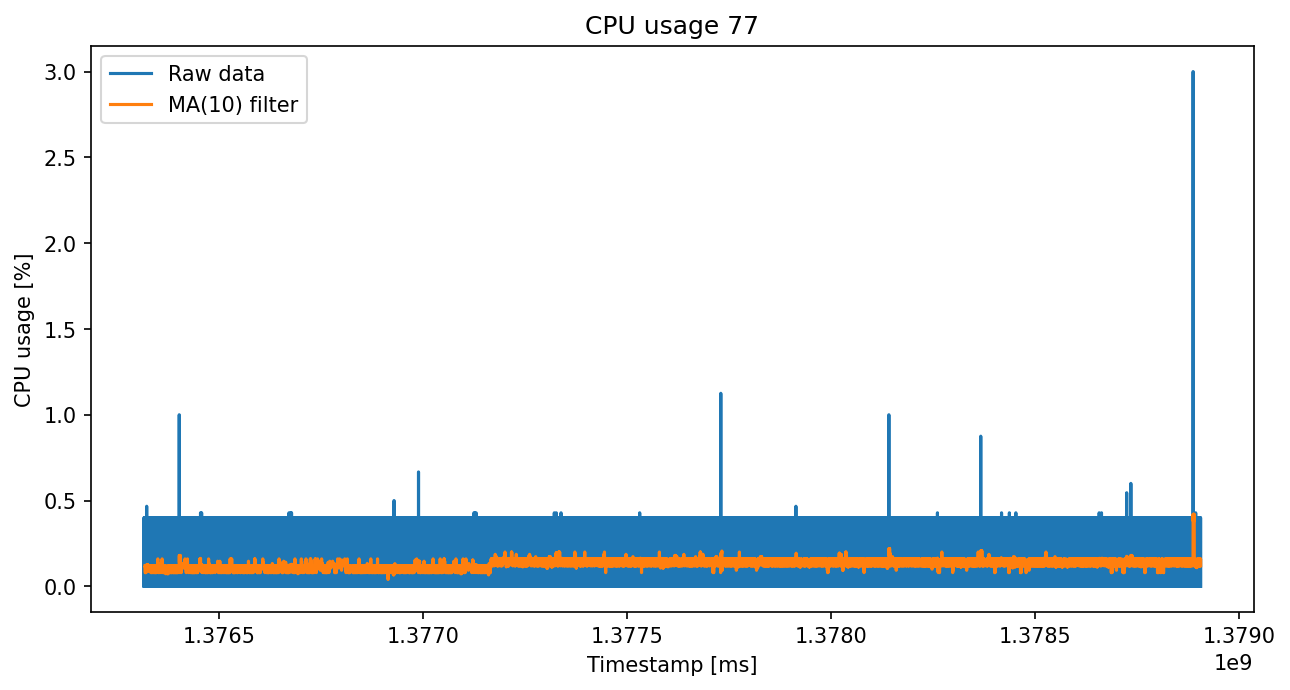 CPU usage 77
Raw data
MA(10) filter
CPU usage [%]
3.0
2.5
2.0
1.5
1.0
0.5
0.0
1.3765 1.3770 1.3775 1.3780 1.3785 1.3790
1e9
Timestamp [ms]